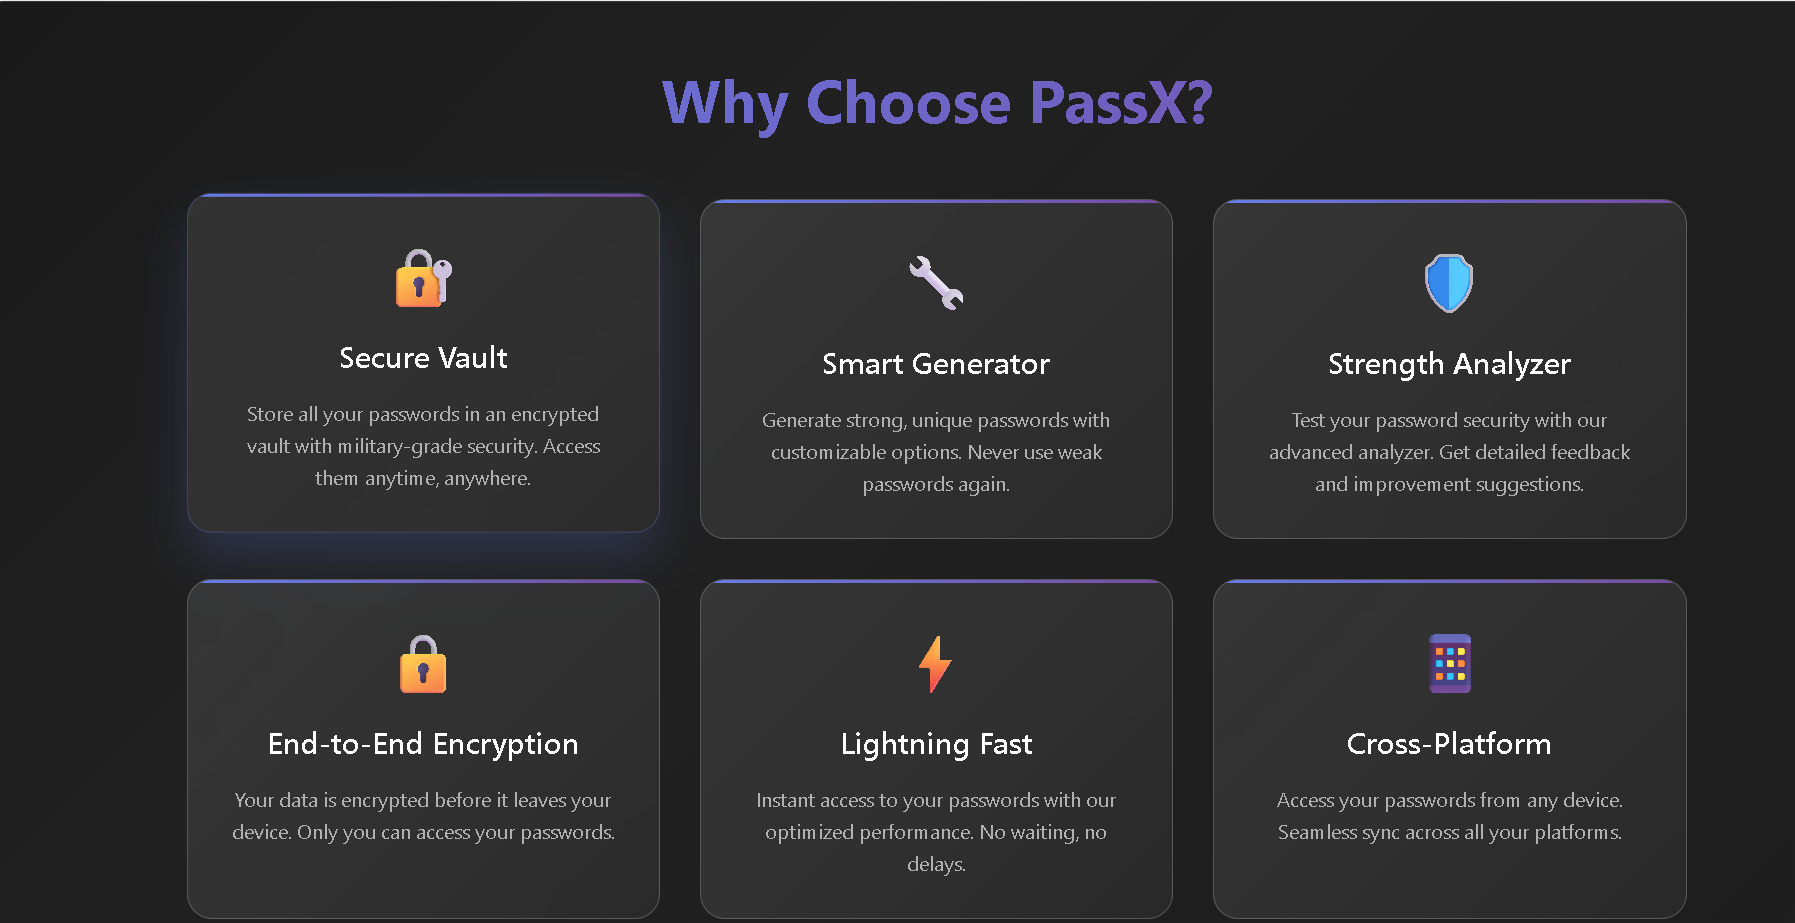 Why Choose PassX?
Secure Vault
Store all your passwords in an encrypted
vault with military-grade security. Access
them anytime, anywhere.
Smart Generator
Generate strong, unique passwords with
customizable options. Never use weak
passwords again.
Strength Analyzer
Test your password security with our
advanced analyzer. Get detailed feedback
and improvement suggestions.
End-to-End Encryption
Your data is encrypted before it leaves your
device. Only you can access your passwords.
Lightning Fast
Instant access to your passwords with our
optimized performance. No waiting, no
delays.
Cross-Platform
Access your passwords from any device.
Seamless sync across all your platforms.